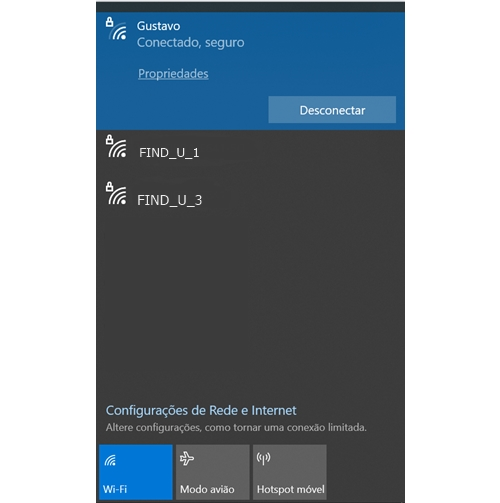 Gustavo
Conectado, seguro
Propriedades
Desconectar
FIND_U_1
FIND_U_3
Configurações de Rede e Internet
Altere configurações, como tornar uma conexão limitada.
Wi-Fi
Modo avião
Hotspot móvel